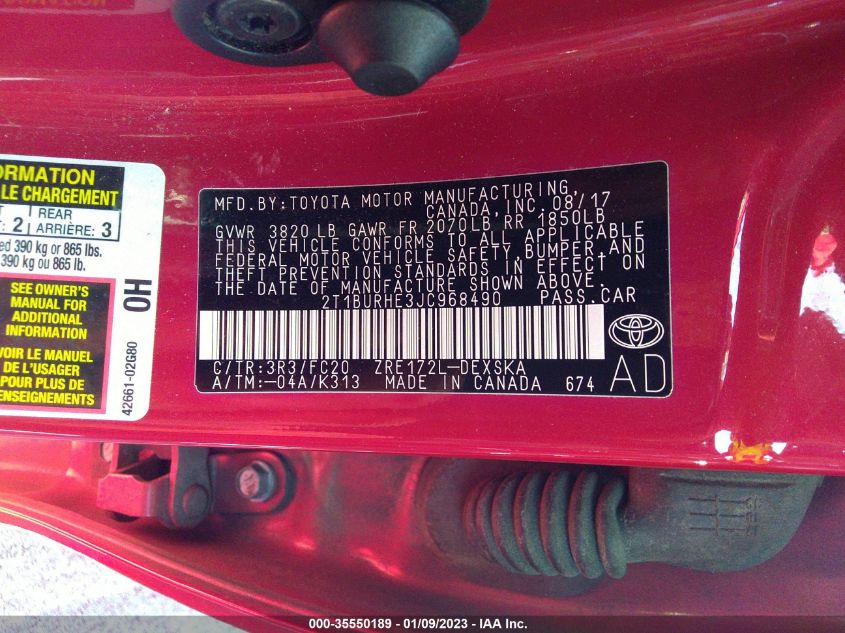 ORMATION
LE CHARGEMENT
REAR
2 ARRIÈRE: 3
ed 390 kg or 865 lbs.
390 kg ou 865 lb.
SEE OWNER'S
MANUAL FOR
ADDITIONAL
INFORMATION
VOIR LE MANUEL
DE L'USAGER
POUR PLUS DE
RENSEIGNEMENTS
OH
42661-02G80
MFD.BY:TOYOTA MOTOR MANUFACTURING,
CANADA, INC. 08/17
GVWR 3820 LB GAWR FR 2070LB RR 1850LB
THIS VEHICLE CONFORMS TO ALL APPLICABLE
FEDERAL MOTOR VEHICLE SAFETY,BUMPER,AND
THEFT PREVENTION STANDARDS IN EFFECT ON
THE DATE OF MANUFACTURE SHOWN ABOVE.
2T1BURHE3JC968490 PASS.CAR
C/TR:3R3/FC20 ZRE172L-DEXSKA
A/TM:-04A/K313 MADE IN CANADA 674
AD
000-35550189 - 01/09/2023 - IAA Inc.